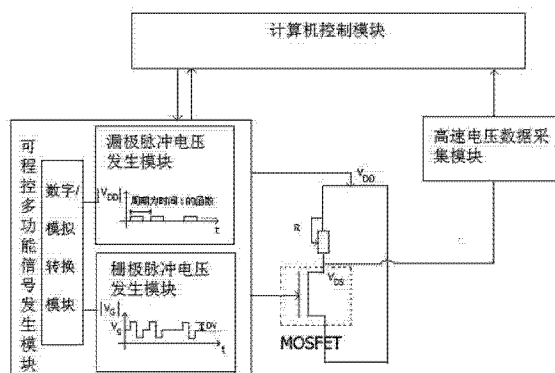 计算机控制模块
可程控多功能信号发生模块
数字/
模拟
转换
模块
漏极脉冲电压
发生模块
|V_DD|
周期为时间t的函数
t
栅极脉冲电压
发生模块
|V_G|
V_S
DV
t
V_DD
R
V_DS
MOSFET
高速电压数据采
集模块